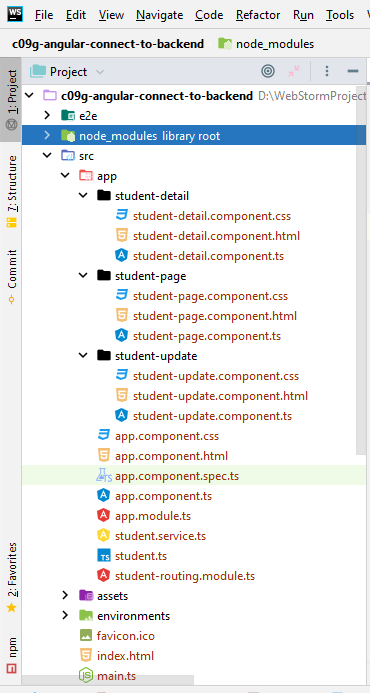 WS File Edit View Navigate Code Refactor Run Tools
c09g-angular-connect-to-backend node_modules
1: Project
Project
c09g-angular-connect-to-backend D:\WebStormProject
e2e
node_modules library root
src
app
student-detail
student-detail.component.css
student-detail.component.html
student-detail.component.ts
student-page
student-page.component.css
student-page.component.html
student-page.component.ts
student-update
student-update.component.css
student-update.component.html
student-update.component.ts
app.component.css
app.component.html
TS app.component.spec.ts
app.component.ts
app.module.ts
student.service.ts
TS student.ts
student-routing.module.ts
assets
environments
favicon.ico
index.html
main.ts
7: Structure
Commit
2: Favorites
npm